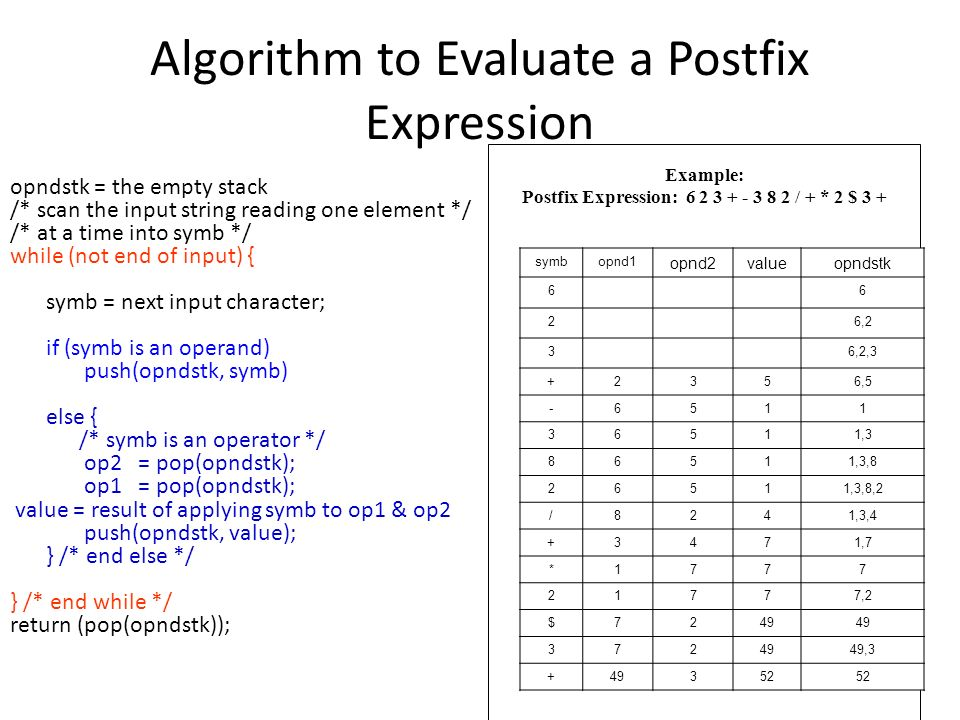 Algorithm to Evaluate a Postfix
Expression
opndstk = the empty stack
/* scan the input string reading one element */
/* at a time into symb */
while (not end of input) {
symb = next input character;
if (symb is an operand)
push(opndstk, symb)
else {
/* symb is an operator */
op2 = pop(opndstk);
op1 = pop(opndstk);
value = result of applying symb to op1 & op2
push(opndstk, value);
} /* end else */
} /* end while */
return (pop(opndstk));
Example:
Postfix Expression: 6 2 3 + - 3 8 2 / + * 2 $ 3 +
symb opnd1 opnd2 value opndstk
6 6
2 6,2
3 6,2,3
+ 2 3 5 6,5
- 6 5 1 1
3 6 5 1 1,3
8 6 5 1 1,3,8
2 6 5 1 1,3,8,2
/ 8 2 4 1,3,4
+ 3 4 7 1,7
* 1 7 7 7
2 1 7 7 7,2
$ 7 2 49 49
3 7 2 49 49,3
+ 49 3 52 52